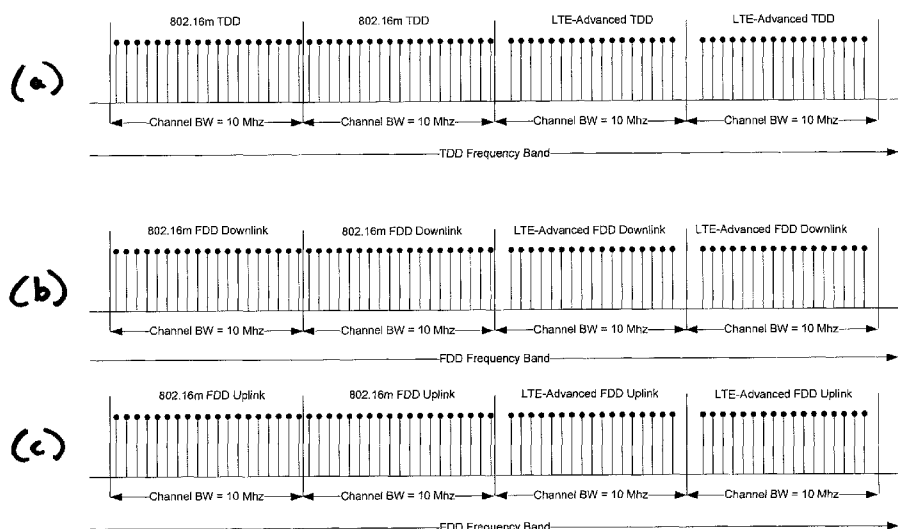 802.16m TDD 802.16m TDD LTE-Advanced TDD LTE-Advanced TDD
(a)
Channel BW = 10 Mhz Channel BW = 10 Mhz Channel BW = 10 Mhz Channel BW = 10 Mhz
TDD Frequency Band
802.16m FDD Downlink 802.16m FDD Downlink LTE-Advanced FDD Downlink LTE-Advanced FDD Downlink
(b)
Channel BW = 10 Mhz Channel BW = 10 Mhz Channel BW = 10 Mhz Channel BW = 10 Mhz
FDD Frequency Band
802.16m FDD Uplink 802.16m FDD Uplink LTE-Advanced FDD Uplink LTE-Advanced FDD Uplink
(c)
Channel BW = 10 Mhz Channel BW = 10 Mhz Channel BW = 10 Mhz Channel BW = 10 Mhz
FDD Frequency Band